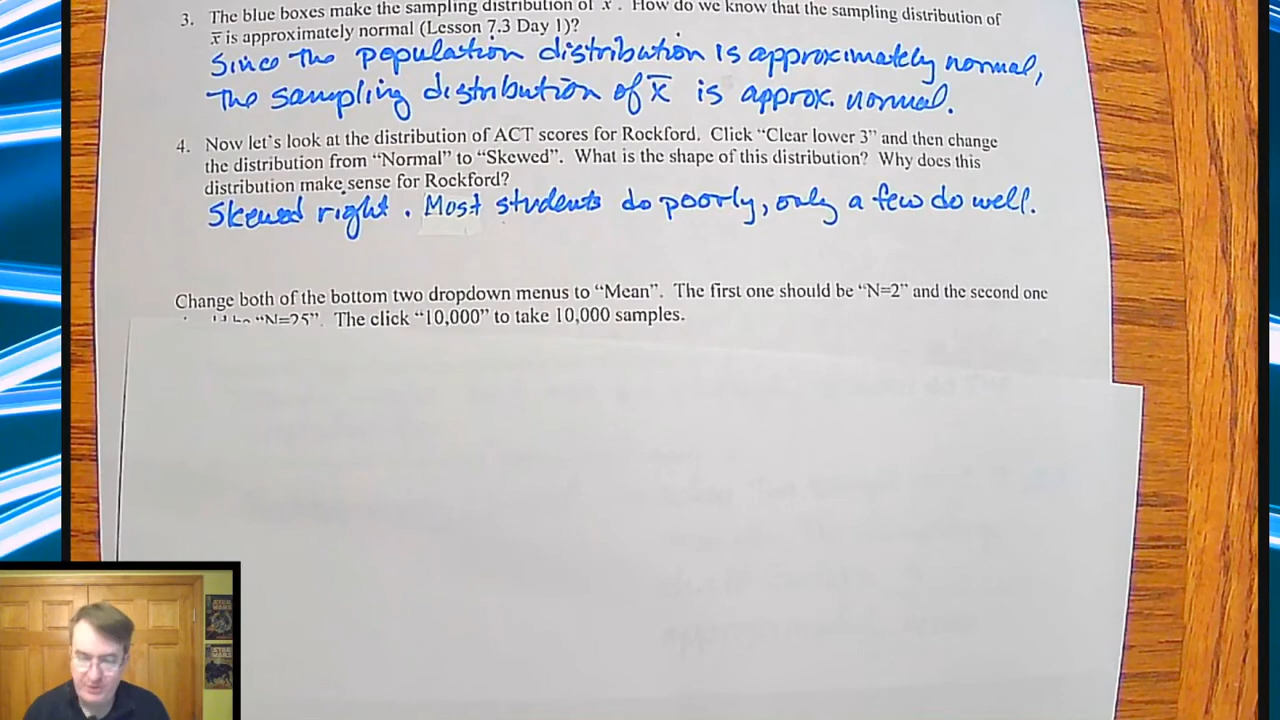 3. The blue boxes make the sampling distribution of x̄. How do we know that the sampling distribution of
x̄ is approximately normal (Lesson 7.3 Day 1)?
Since the population distribution is approximately normal,
the sampling distribution of x̄ is approx. normal.
4. Now let's look at the distribution of ACT scores for Rockford. Click “Clear lower 3” and then change
the distribution from “Normal” to “Skewed”. What is the shape of this distribution? Why does this
distribution make sense for Rockford?
Skewed right. Most students do poorly, only a few do well.
Change both of the bottom two dropdown menus to “Mean”. The first one should be “N=2” and the second one
“N=25”. The click “10,000” to take 10,000 samples.
STAR WARS
STAR WARS